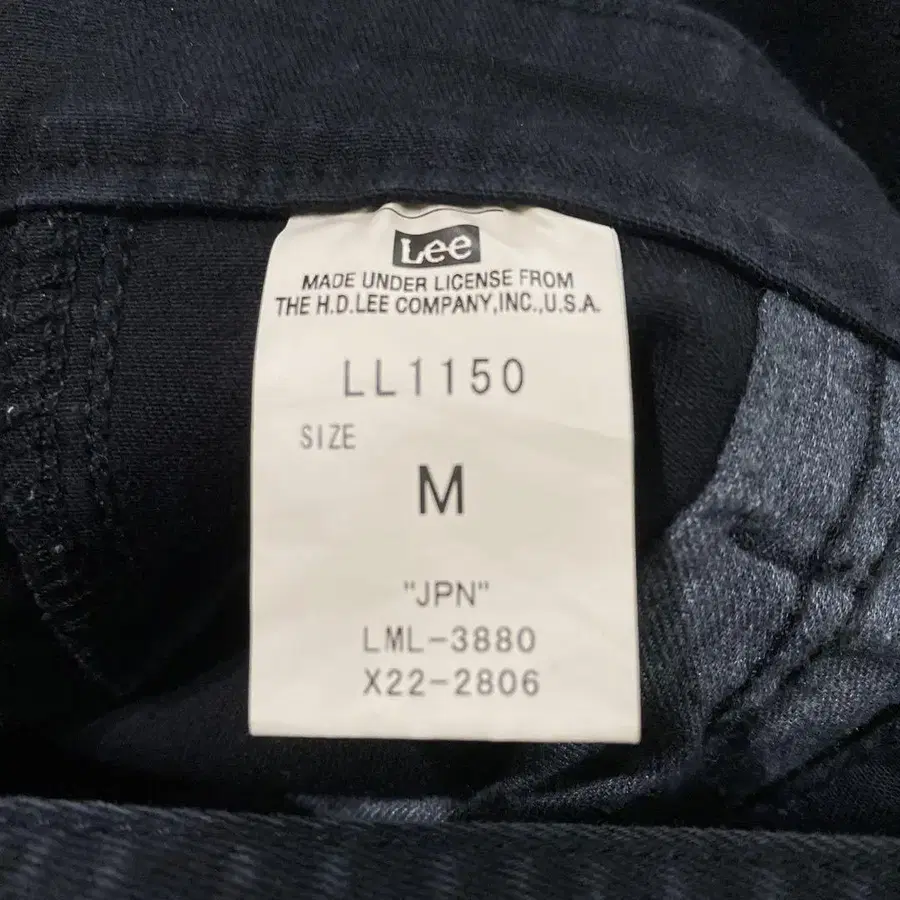 Lee
MADE UNDER LICENSE FROM
THE H.D.LEE COMPANY,INC.,U.S.A.
LL1150
SIZE
M
"JPN"
LML-3880
X22-2806